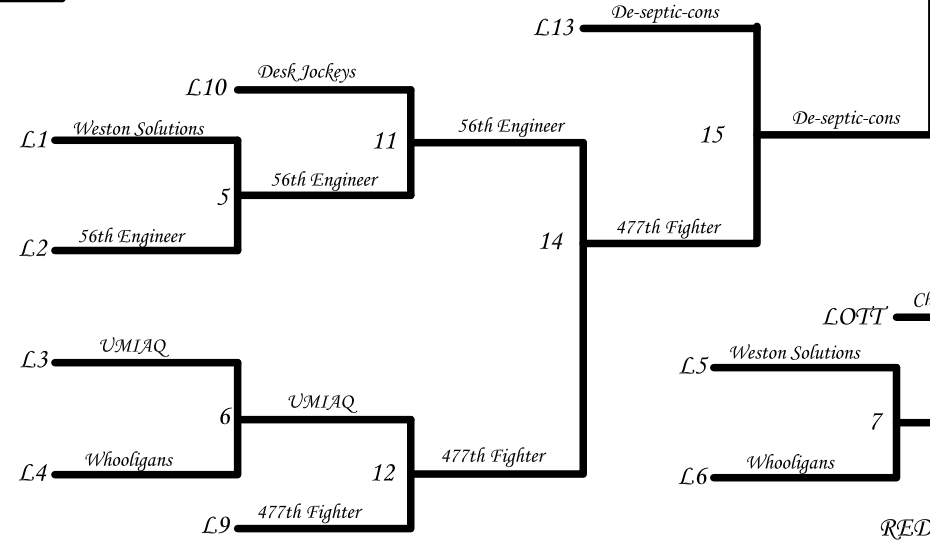 L13 De-septic-cons
L10 Desk Jockeys
L1 Weston Solutions
11
56th Engineer
15
De-septic-cons
5
56th Engineer
L2 56th Engineer
14
477th Fighter
L3 UMIAQ
6
UMIAQ
L4 Whooligans
12
477th Fighter
L9 477th Fighter
LOTT Ch
L5 Weston Solutions
7
L6 Whooligans
RED